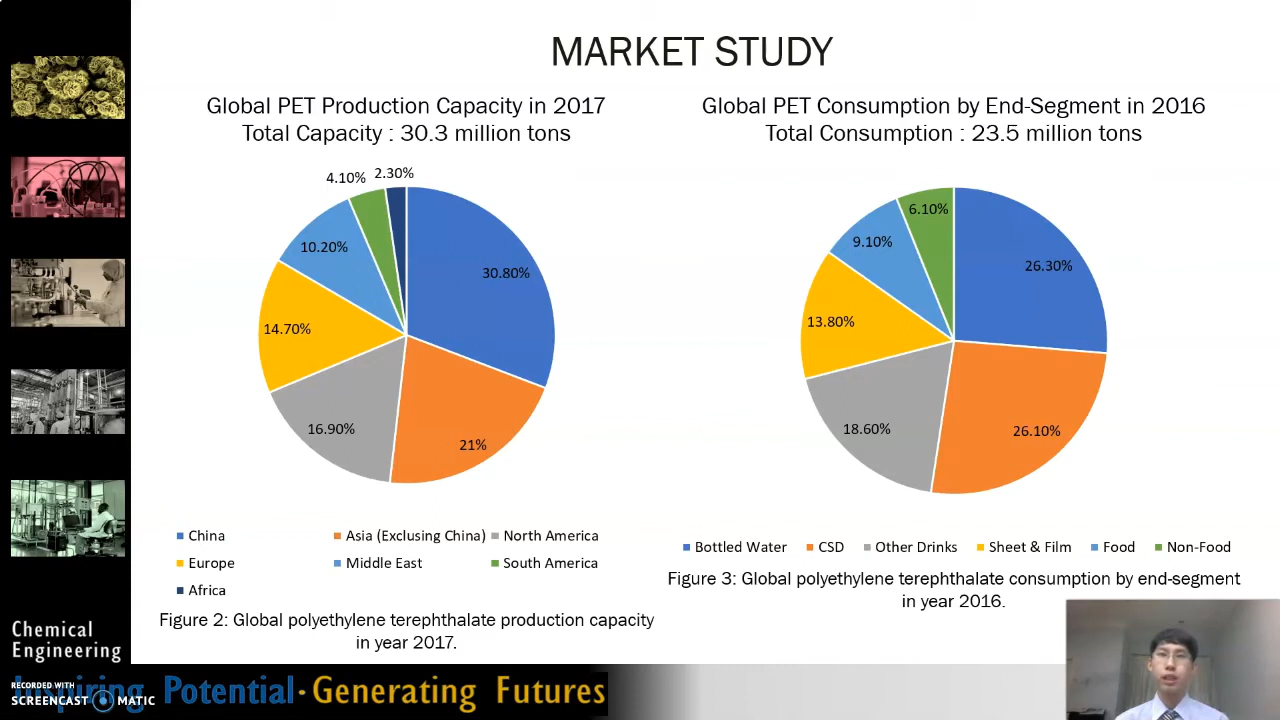 MARKET STUDY
Global PET Production Capacity in 2017
Total Capacity : 30.3 million tons
4.10%
2.30%
10.20%
30.80%
14.70%
16.90%
21%
China
Asia (Exclusing China)
North America
Europe
Middle East
South America
Africa
Figure 2: Global polyethylene terephthalate production capacity
in year 2017.
Global PET Consumption by End-Segment in 2016
Total Consumption : 23.5 million tons
6.10%
9.10%
26.30%
13.80%
18.60%
26.10%
Bottled Water
CSD
Other Drinks
Sheet & Film
Food
Non-Food
Figure 3: Global polyethylene terephthalate consumption by end-segment
in year 2016.
Chemical
Engineering
Inspiring Potential · Generating Futures
RECORDED WITH
SCREENCAST MATIC